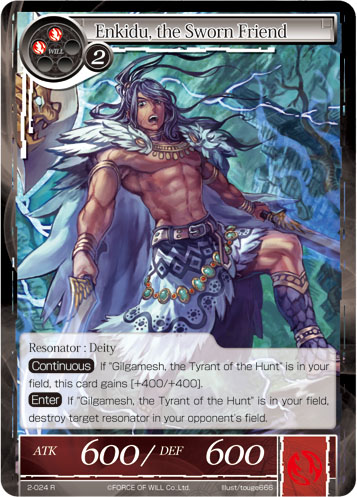 Enkidu, the Sworn Friend
WILL
2
Resonator : Deity
Continuous If "Gilgamesh, the Tyrant of the Hunt" is in your
field, this card gains [+400/+400].
Enter If "Gilgamesh, the Tyrant of the Hunt" is in your field,
destroy target resonator in your opponent's field.
ATK 600 / DEF 600
2-024 R ©FORCE OF WILL Co.,Ltd. Illust/touge666